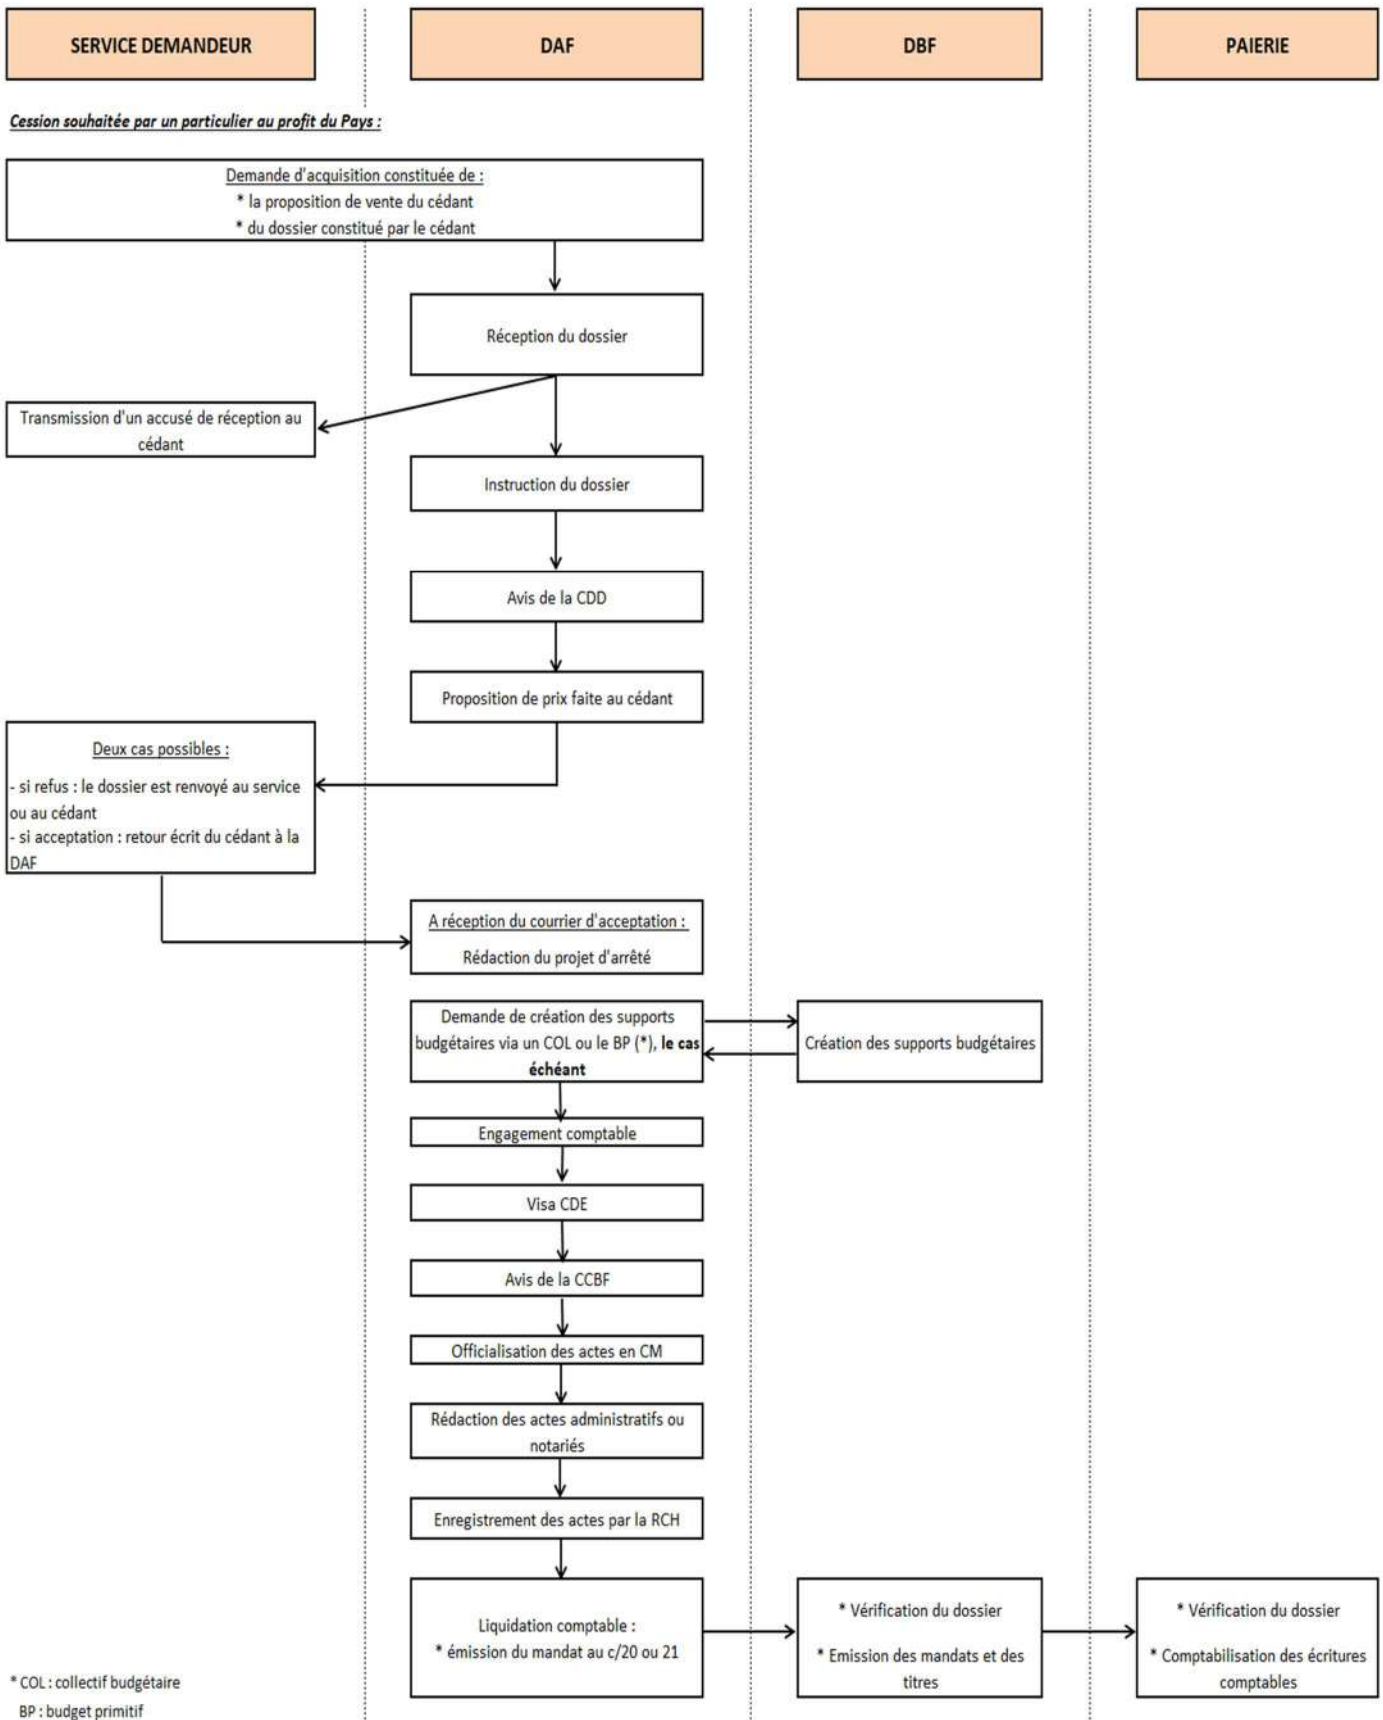 SERVICE DEMANDEUR
DAF
DBF
PAIERIE
Cession souhaitée par un particulier au profit du Pays :
Demande d'acquisition constituée de :
* la proposition de vente du cédant
* du dossier constitué par le cédant
Réception du dossier
Transmission d'un accusé de réception au
cédant
Instruction du dossier
Avis de la CDD
Proposition de prix faite au cédant
Deux cas possibles :
- si refus : le dossier est renvoyé au service
ou au cédant
- si acceptation : retour écrit du cédant à la
DAF
A réception du courrier d'acceptation :
Rédaction du projet d'arrêté
Demande de création des supports
budgétaires via un COL ou le BP (*), le cas
échéant
Création des supports budgétaires
Engagement comptable
Visa CDE
Avis de la CCBF
Officialisation des actes en CM
Rédaction des actes administratifs ou
notariés
Enregistrement des actes par la RCH
Liquidation comptable :
* émission du mandat au c/20 ou 21
* Vérification du dossier
* Emission des mandats et des
titres
* Vérification du dossier
* Comptabilisation des écritures
comptables
* COL : collectif budgétaire
BP : budget primitif